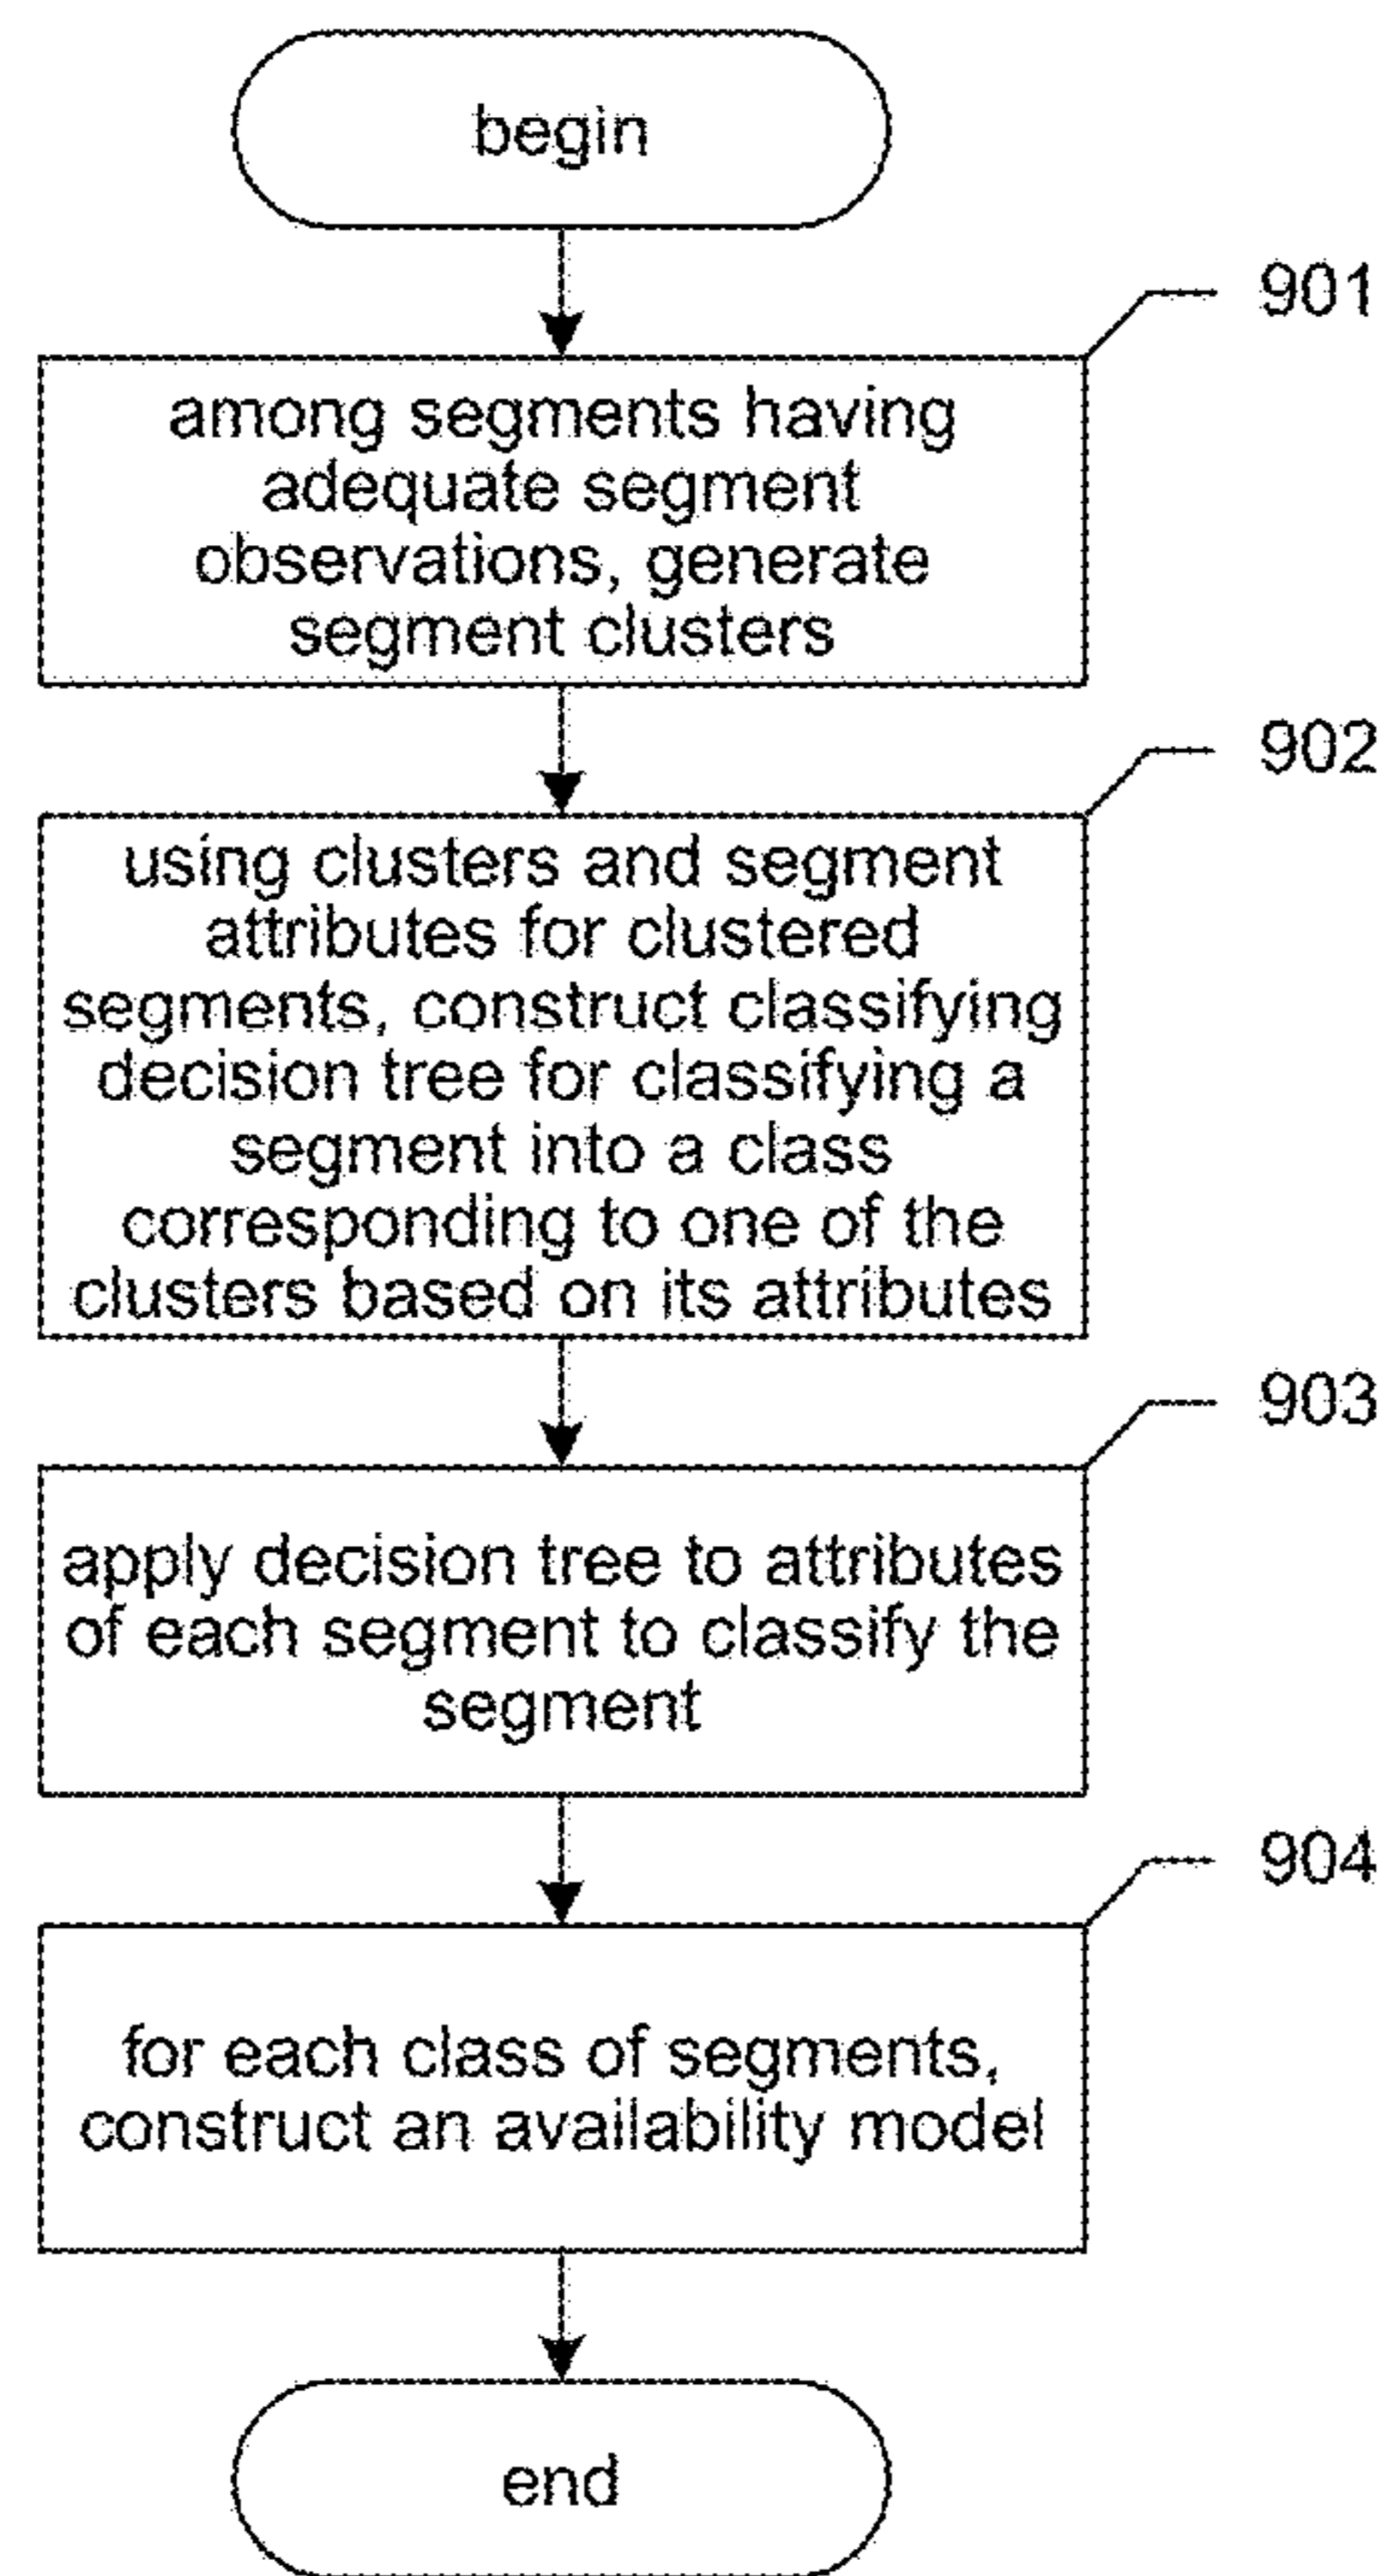 begin
901
among segments having
adequate segment
observations, generate
segment clusters
902
using clusters and segment
attributes for clustered
segments, construct classifying
decision tree for classifying a
segment into a class
corresponding to one of the
clusters based on its attributes
903
apply decision tree to attributes
of each segment to classify the
segment
904
for each class of segments,
construct an availability model
end